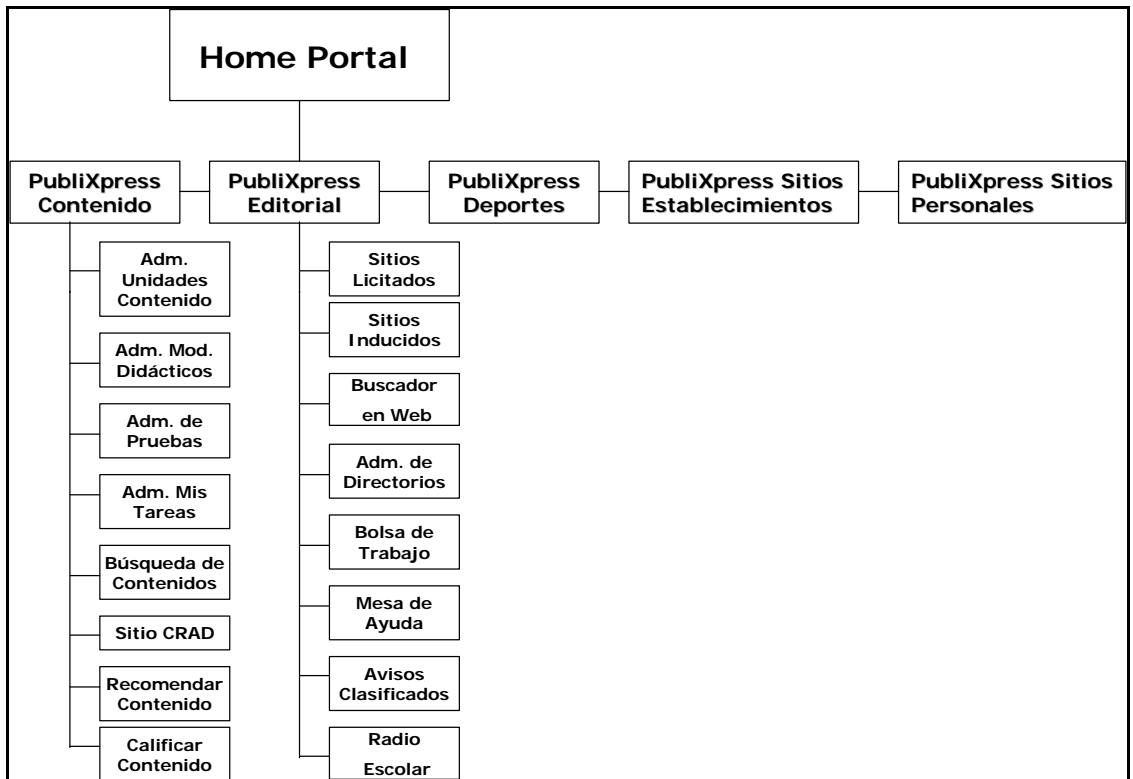 Home Portal
PubliXpress
Contenido
PubliXpress
Editorial
PubliXpress
Deportes
PubliXpress Sitios
Establecimientos
PubliXpress Sitios
Personales
Adm.
Unidades
Contenido
Adm. Mod.
Didácticos
Adm. de
Pruebas
Adm. Mis
Tareas
Búsqueda de
Contenidos
Sitio CRAD
Recomendar
Contenido
Calificar
Contenido
Sitios
Licitados
Sitios
Inducidos
Buscador
en Web
Adm. de
Directorios
Bolsa de
Trabajo
Mesa de
Ayuda
Avisos
Clasificados
Radio
Escolar